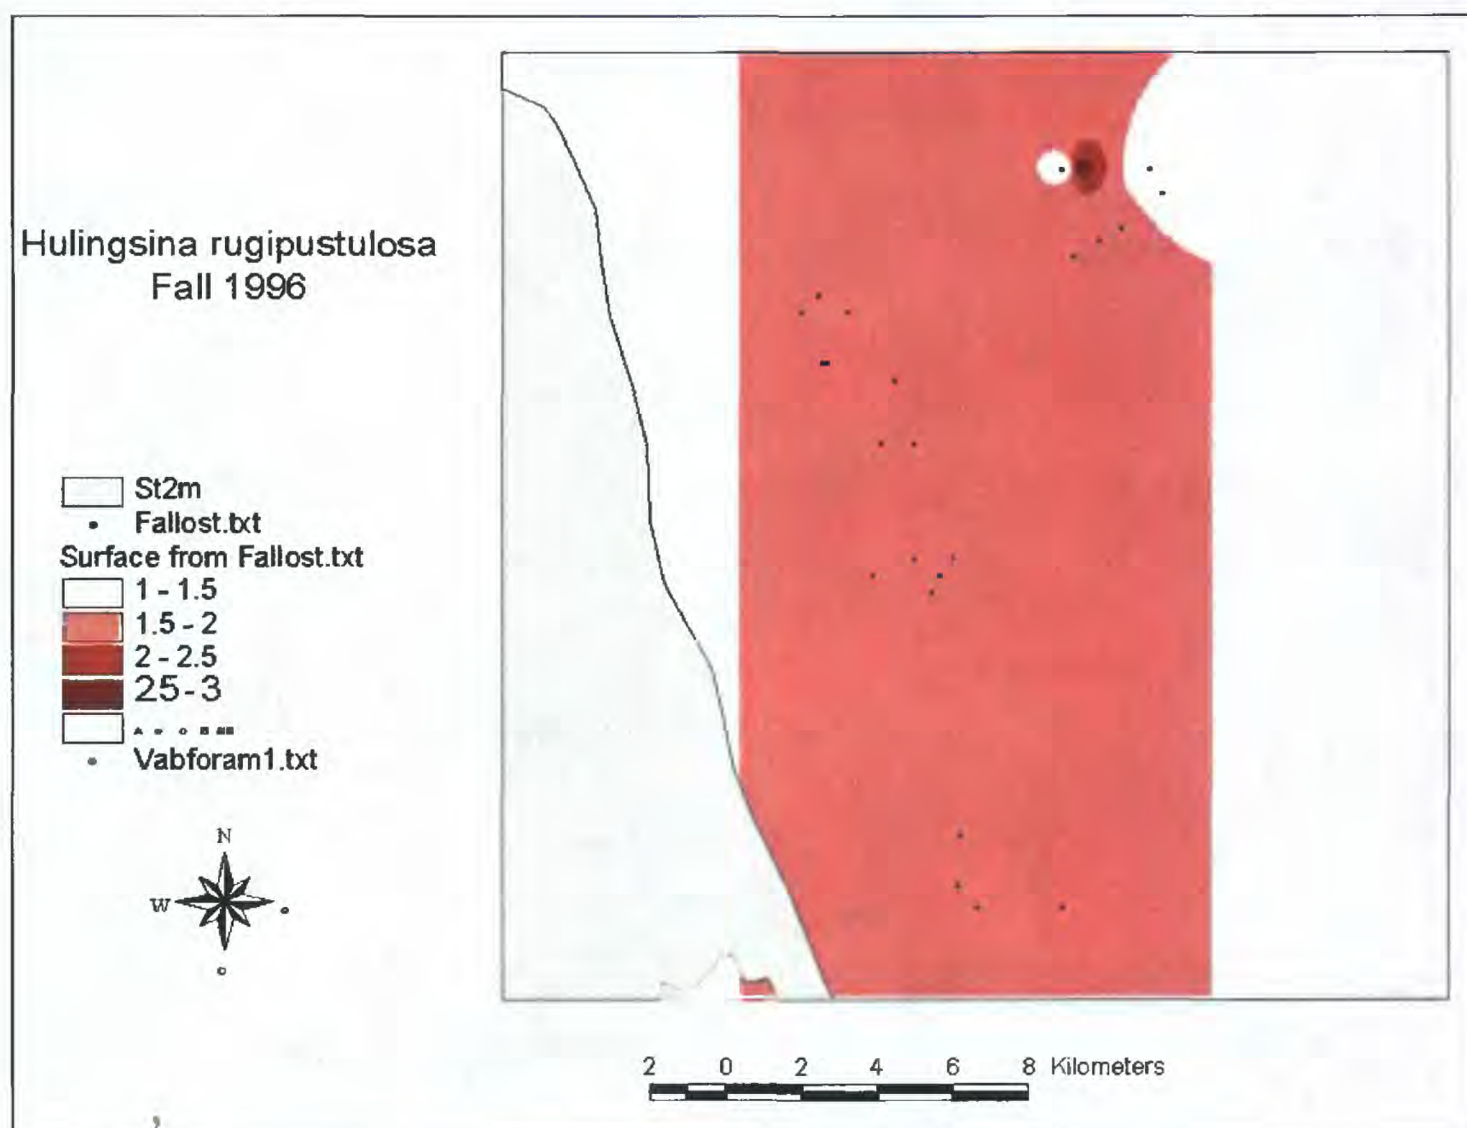 Hulingsina rugipustulosa
Fall 1996
St2m
Fallost.txt
Surface from Fallost.txt
1 - 1.5
1.5 - 2
2 - 2.5
25 - 3
Vabforam1.txt
N
W
2 0 2 4 6 8 Kilometers